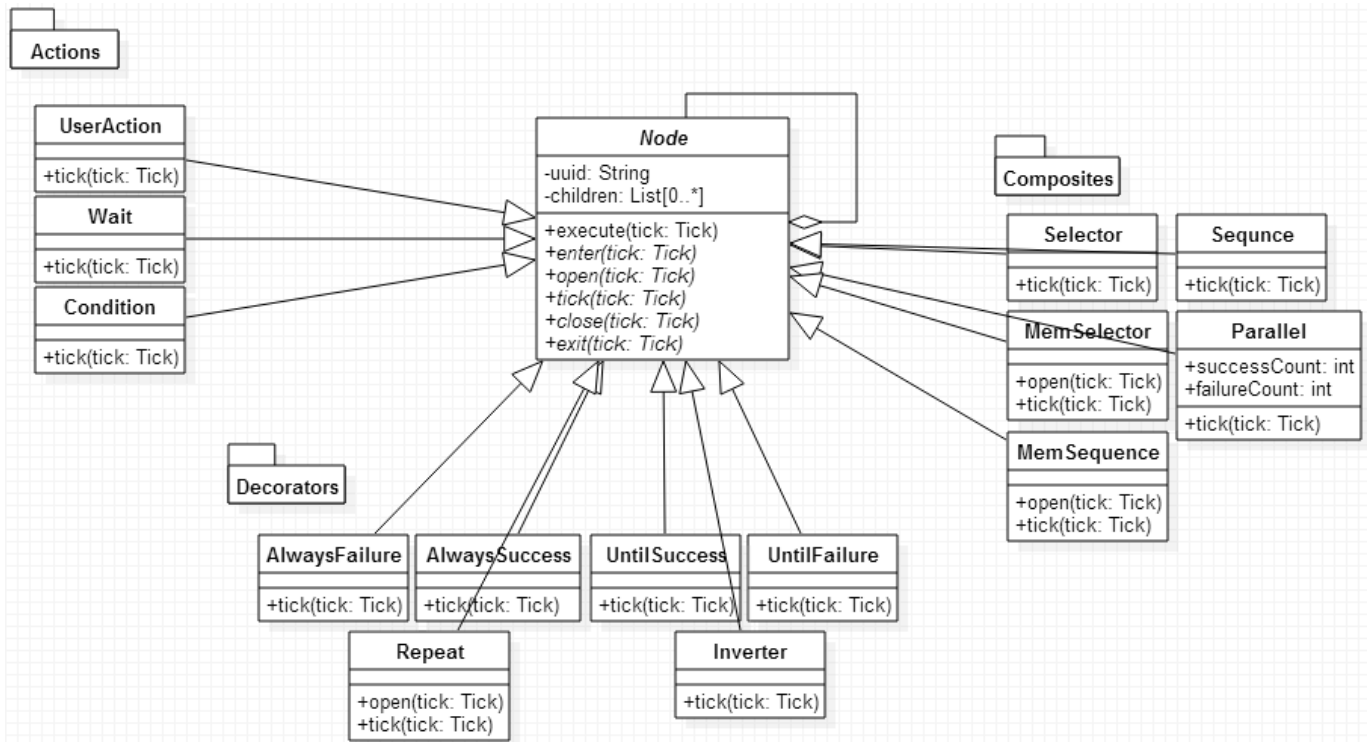 Actions
UserAction
+tick(tick: Tick)
Wait
+tick(tick: Tick)
Condition
+tick(tick: Tick)
Node
-uuid: String
-children: List[0..*]
+execute(tick: Tick)
+enter(tick: Tick)
+open(tick: Tick)
+tick(tick: Tick)
+close(tick: Tick)
+exit(tick: Tick)
Composites
Selector
+tick(tick: Tick)
Sequnce
+tick(tick: Tick)
MemSelector
+open(tick: Tick)
+tick(tick: Tick)
Parallel
+successCount: int
+failureCount: int
+tick(tick: Tick)
MemSequence
+open(tick: Tick)
+tick(tick: Tick)
Decorators
AlwaysFailure
+tick(tick: Tick)
AlwaysSuccess
+tick(tick: Tick)
UntilSuccess
+tick(tick: Tick)
UntilFailure
+tick(tick: Tick)
Repeat
+open(tick: Tick)
+tick(tick: Tick)
Inverter
+tick(tick: Tick)